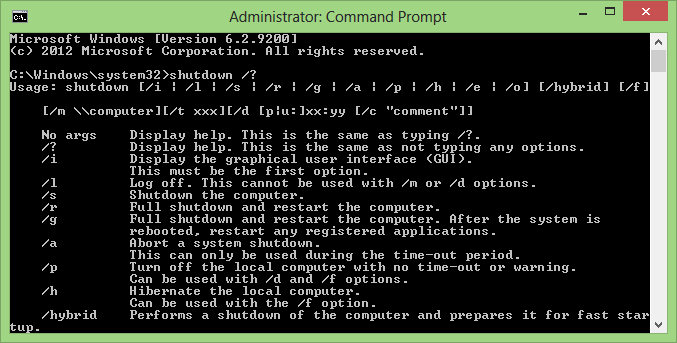 Administrator: Command Prompt
Microsoft Windows [Version 6.2.9200]
(c) 2012 Microsoft Corporation. All rights reserved.
C:\Windows\system32>shutdown /?
Usage: shutdown [/i | /l | /s | /r | /g | /a | /p | /h | /e | /o] [/hybrid] [/f]
[/m \\computer][/t xxx][/d [p|u:]xx:yy [/c "comment"]]
No args Display help. This is the same as typing /?.
/? Display help. This is the same as not typing any options.
/i Display the graphical user interface (GUI).
This must be the first option.
/l Log off. This cannot be used with /m or /d options.
/s Shutdown the computer.
/r Full shutdown and restart the computer.
/g Full shutdown and restart the computer. After the system is
rebooted, restart any registered applications.
/a Abort a system shutdown.
This can only be used during the time-out period.
/p Turn off the local computer with no time-out or warning.
Can be used with /d and /f options.
/h Hibernate the local computer.
Can be used with the /f option.
/hybrid Performs a shutdown of the computer and prepares it for fast star
tup.